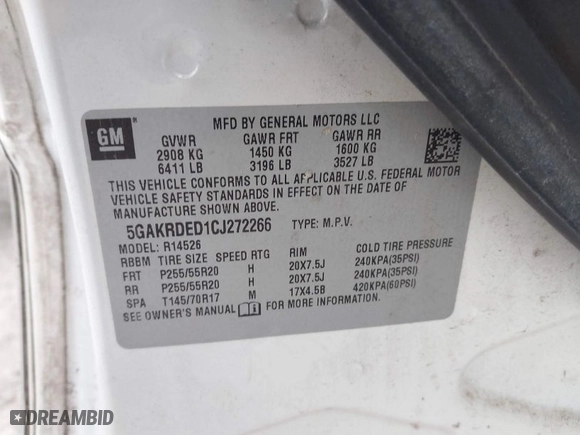 GM
MFD BY GENERAL MOTORS LLC
GVWR GAWR FRT GAWR RR
2908 KG 1450 KG 1600 KG
6411 LB 3196 LB 3527 LB
THIS VEHICLE CONFORMS TO ALL APPLICABLE U.S. FEDERAL MOTOR
VEHICLE SAFETY STANDARDS IN EFFECT ON THE DATE OF
MANUFACTURE SHOWN ABOVE.
5GAKRDED1CJ272266 TYPE: M.P.V.
MODEL: R14526
RBBM TIRE SIZE SPEED RTG RIM COLD TIRE PRESSURE
FRT P255/55R20 H 20X7.5J 240KPA(35PSI)
RR P255/55R20 H 20X7.5J 240KPA(35PSI)
SPA T145/70R17 M 17X4.5B 420KPA(60PSI)
SEE OWNER'S MANUAL FOR MORE INFORMATION.
DREAMBID